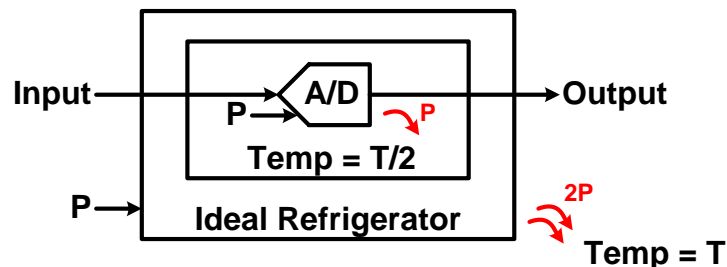 Input
A/D
Output
P
P
Temp = T/2
P
Ideal Refrigerator
2P
Temp = T